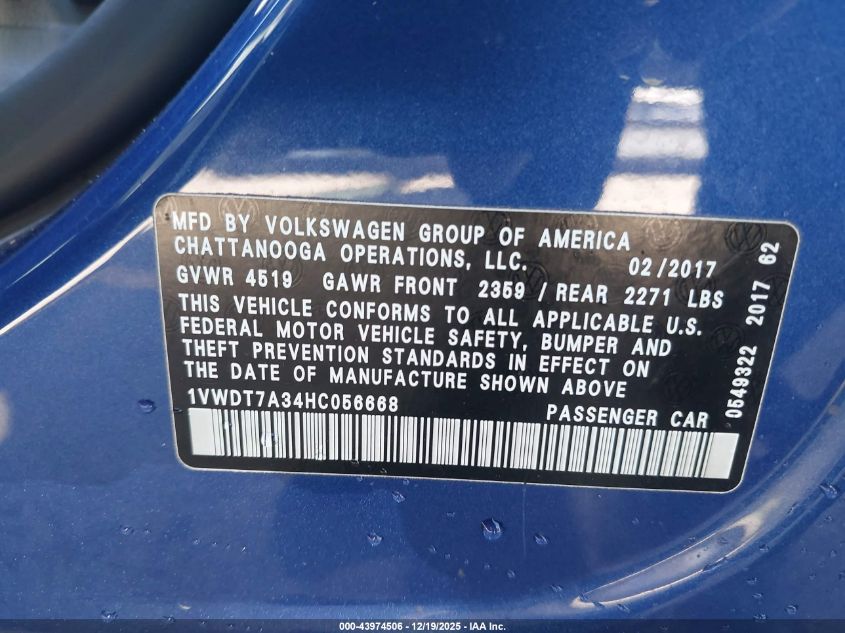 MFD BY VOLKSWAGEN GROUP OF AMERICA
CHATTANOOGA OPERATIONS, LLC. 02/2017
GVWR 4519 GAWR FRONT 2359 / REAR 2271 LBS
THIS VEHICLE CONFORMS TO ALL APPLICABLE U.S.
FEDERAL MOTOR VEHICLE SAFETY, BUMPER AND
THEFT PREVENTION STANDARDS IN EFFECT ON
THE DATE OF MANUFACTURE SHOWN ABOVE
1VWDT7A34HC056668 PASSENGER CAR
0549322 2017 62
000-43974506 - 12/19/2025 - IAA Inc.